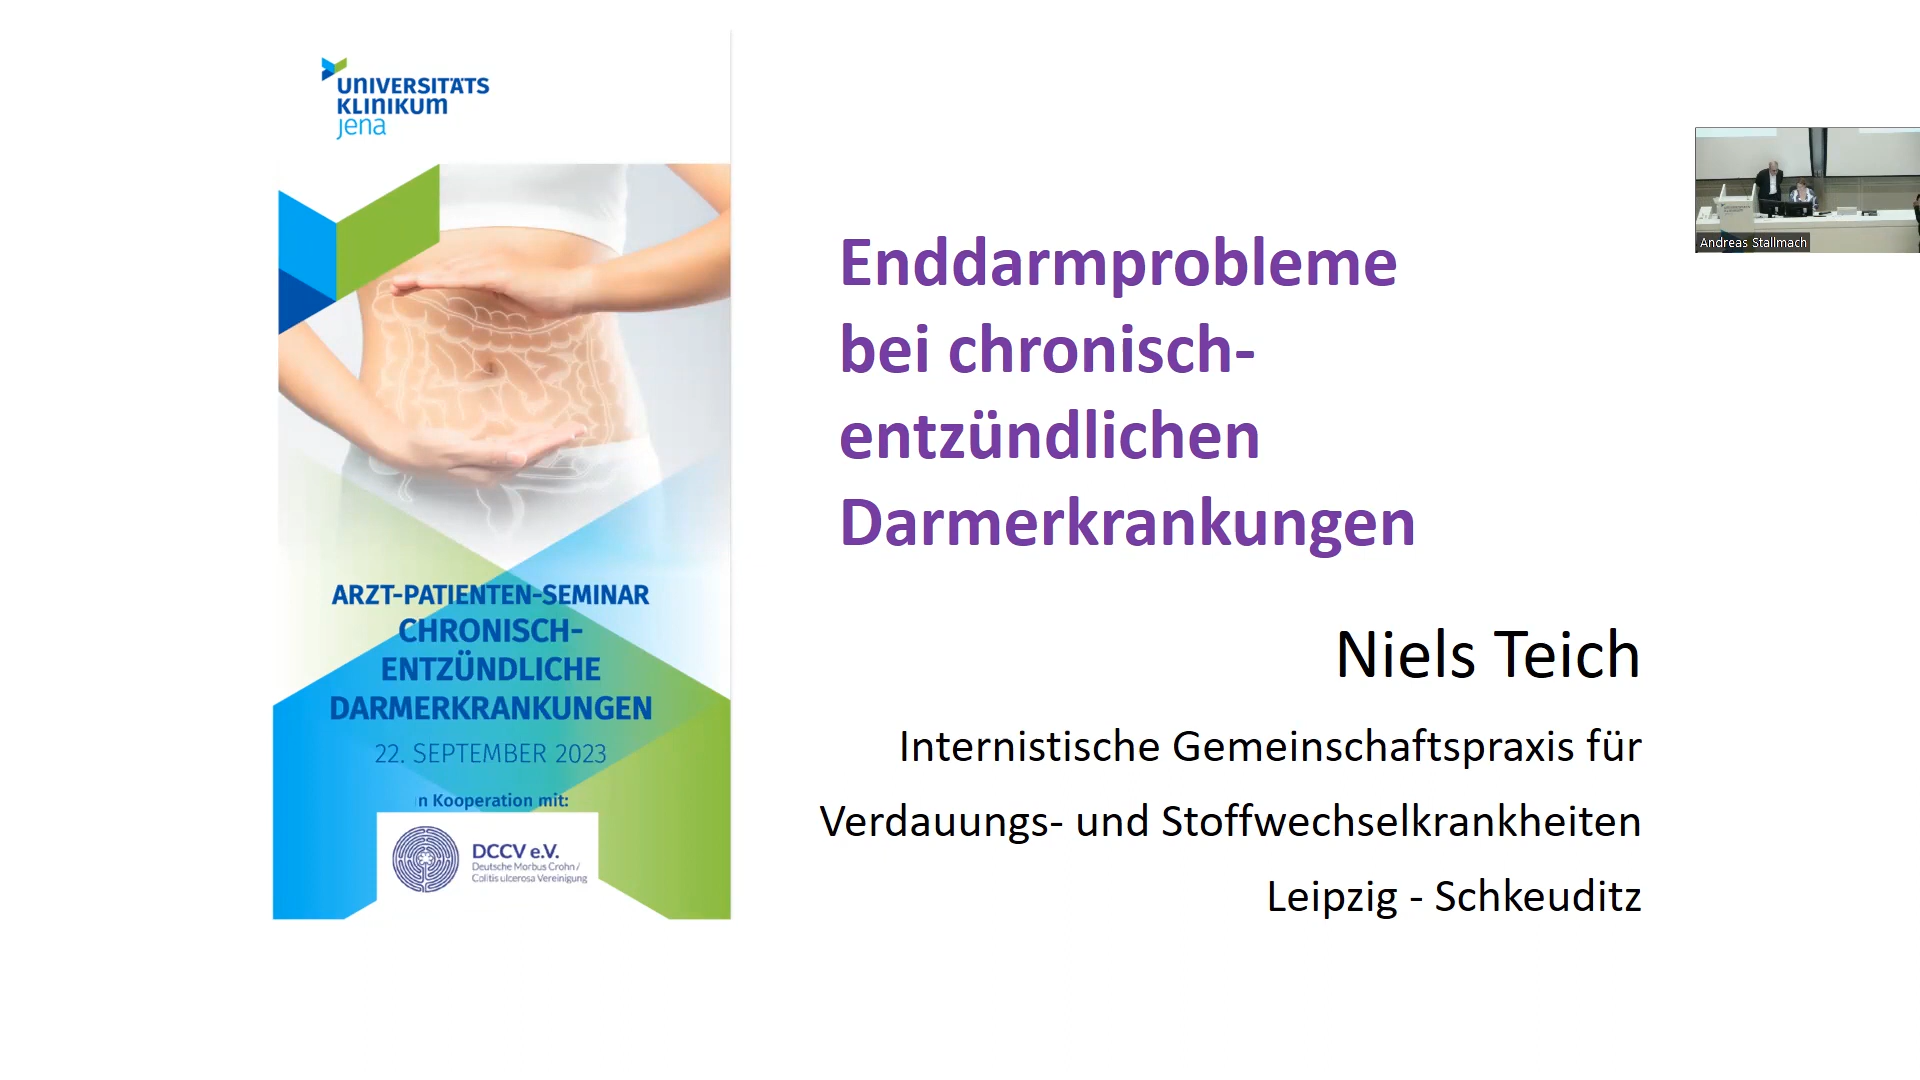 UNIVERSITÄTS
KLINIKUM
jena
ARZT-PATIENTEN-SEMINAR
CHRONISCH-
ENTZÜNDLICHE
DARMERKRANKUNGEN
22. SEPTEMBER 2023
n Kooperation mit:
DCCV e.V.
Deutsche Morbus Crohn /
Colitis ulcerosa Vereinigung
Enddarmprobleme
bei chronisch-
entzündlichen
Darmerkrankungen
Niels Teich
Internistische Gemeinschaftspraxis für
Verdauungs- und Stoffwechselkrankheiten
Leipzig - Schkeuditz
Andreas Stallmach